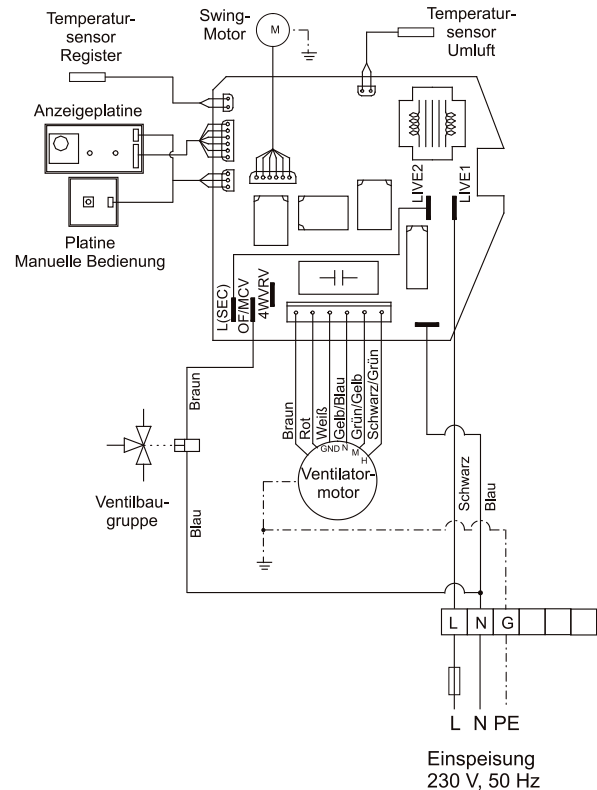 Temperatur-
sensor
Register
Swing-
Motor
M
Temperatur-
sensor
Umluft
Anzeigeplatine
Platine
Manuelle Bedienung
LIVE2
LIVE1
L(SEC)
OF/MCV
4WVRV
Braun
Braun
Rot
Weiß
Gelb/Blau
Grün/Gelb
Schwarz/Grün
GND
N
M
H
Ventilator-
motor
Ventilbau-
gruppe
Blau
Schwarz
Blau
L
N
G
L N PE
Einspeisung
230 V, 50 Hz